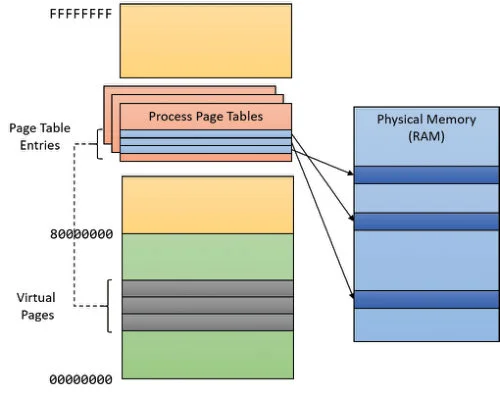 FFFFFFFF
Process Page Tables
Page Table
Entries
Physical Memory
(RAM)
80000000
Virtual
Pages
00000000